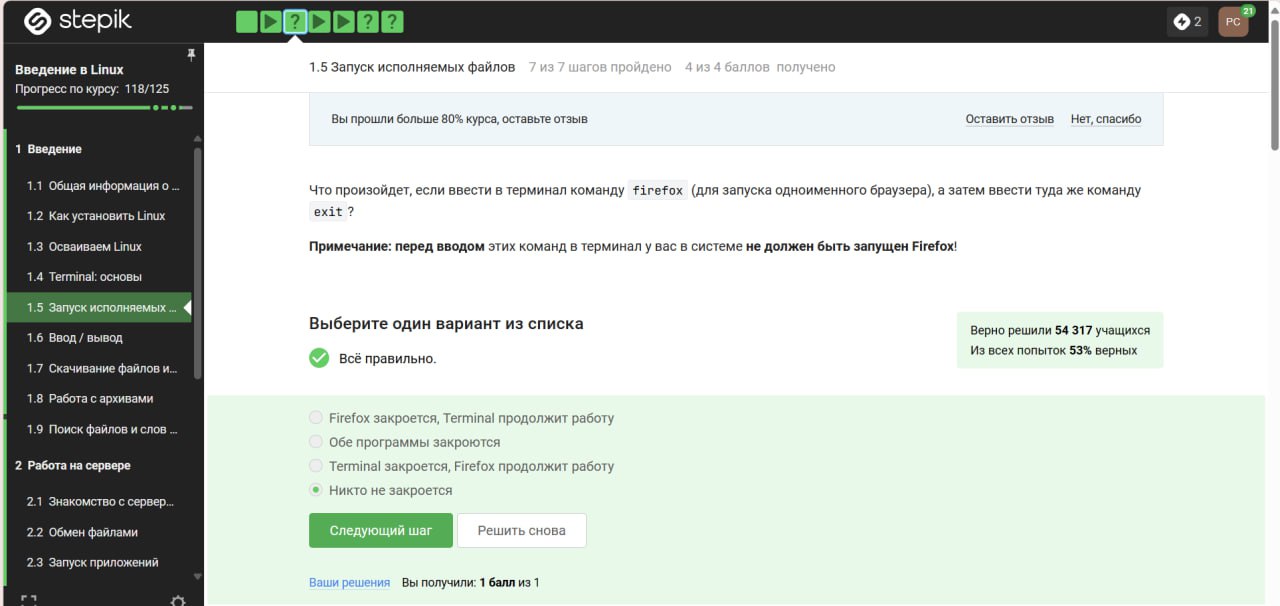 stepik
?
?
?
2
РС
21
Введение в Linux
Прогресс по курсу: 118/125
1 Введение
1.1 Общая информация о ...
1.2 Как установить Linux
1.3 Осваиваем Linux
1.4 Terminal: основы
1.5 Запуск исполняемых ...
1.6 Ввод / вывод
1.7 Скачивание файлов и...
1.8 Работа с архивами
1.9 Поиск файлов и слов ...
2 Работа на сервере
2.1 Знакомство с сервер...
2.2 Обмен файлами
2.3 Запуск приложений
1.5 Запуск исполняемых файлов 7 из 7 шагов пройдено 4 из 4 баллов получено
Вы прошли больше 80% курса, оставьте отзыв Оставить отзыв Нет, спасибо
Что произойдет, если ввести в терминал команду firefox (для запуска одноименного браузера), а затем ввести туда же команду
exit ?
Примечание: перед вводом этих команд в терминал у вас в системе не должен быть запущен Firefox!
Выберите один вариант из списка
Всё правильно.
Верно решили 54 317 учащихся
Из всех попыток 53% верных
Firefox закроется, Terminal продолжит работу
Обе программы закроются
Terminal закроется, Firefox продолжит работу
Никто не закроется
Следующий шаг Решить снова
Ваши решения Вы получили: 1 балл из 1